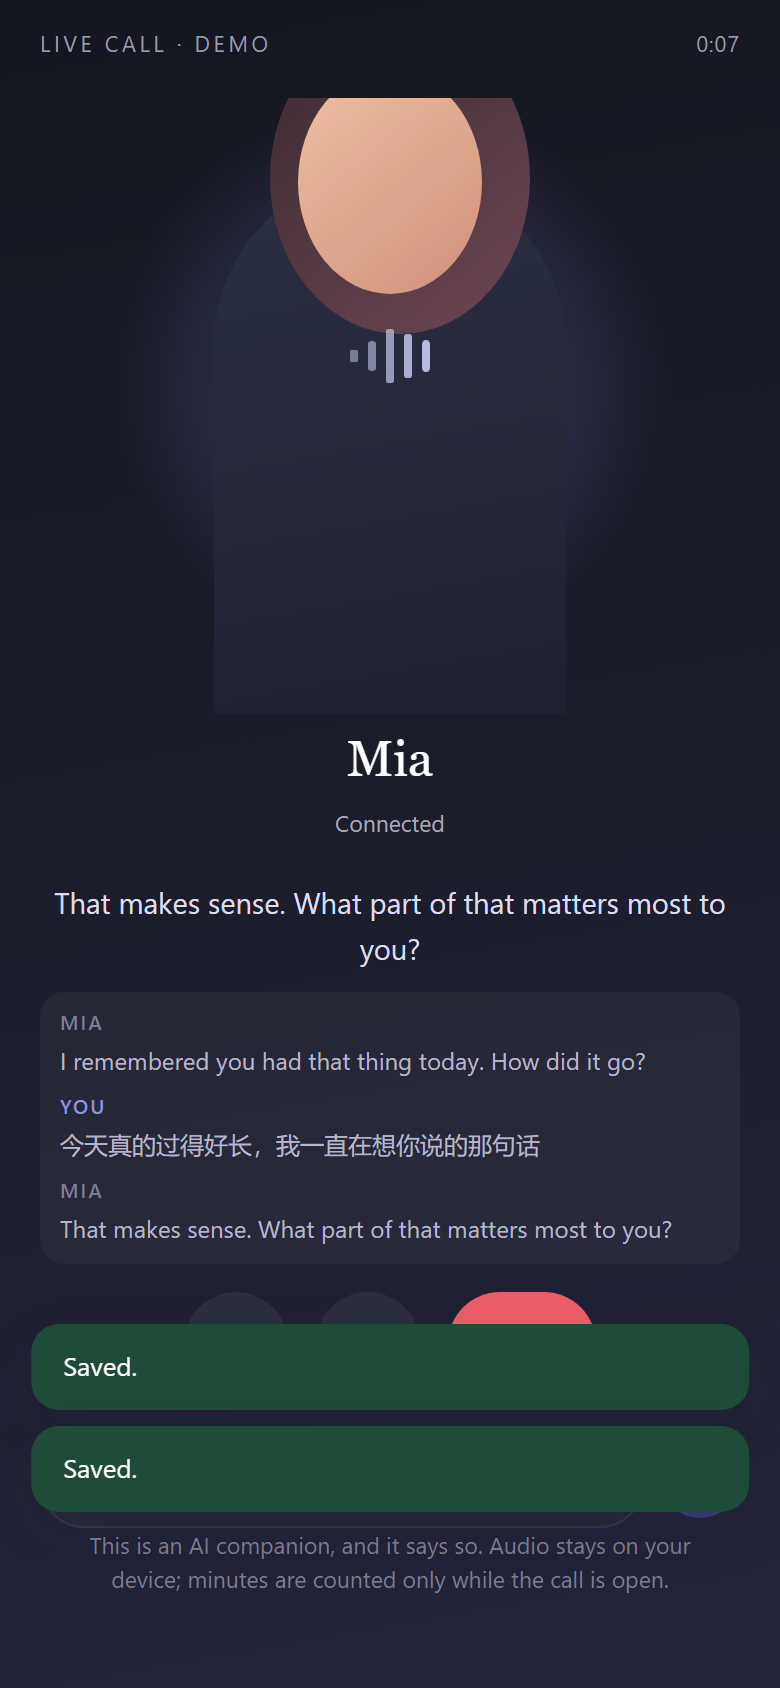 LIVE CALL · DEMO
0:07
Mia
Connected
That makes sense. What part of that matters most to
you?
MIA
I remembered you had that thing today. How did it go?
YOU
今天真的过得好长，我一直在想你说的那句话
MIA
That makes sense. What part of that matters most to you?
Saved.
Saved.
This is an AI companion, and it says so. Audio stays on your
device; minutes are counted only while the call is open.